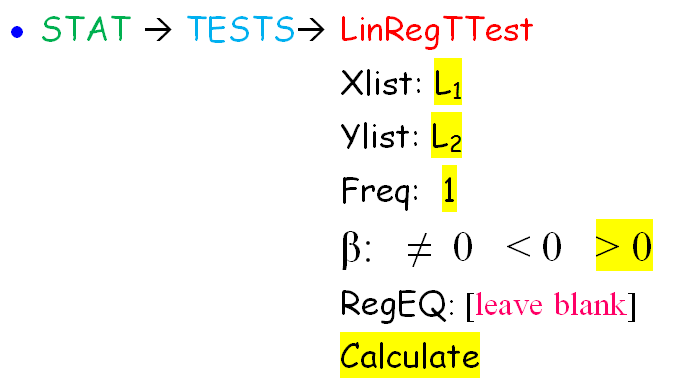 • STAT → TESTS→ LinRegTTest
Xlist: L₁
Ylist: L₂
Freq: 1
β: ≠ 0 < 0 > 0
RegEQ: [leave blank]
Calculate